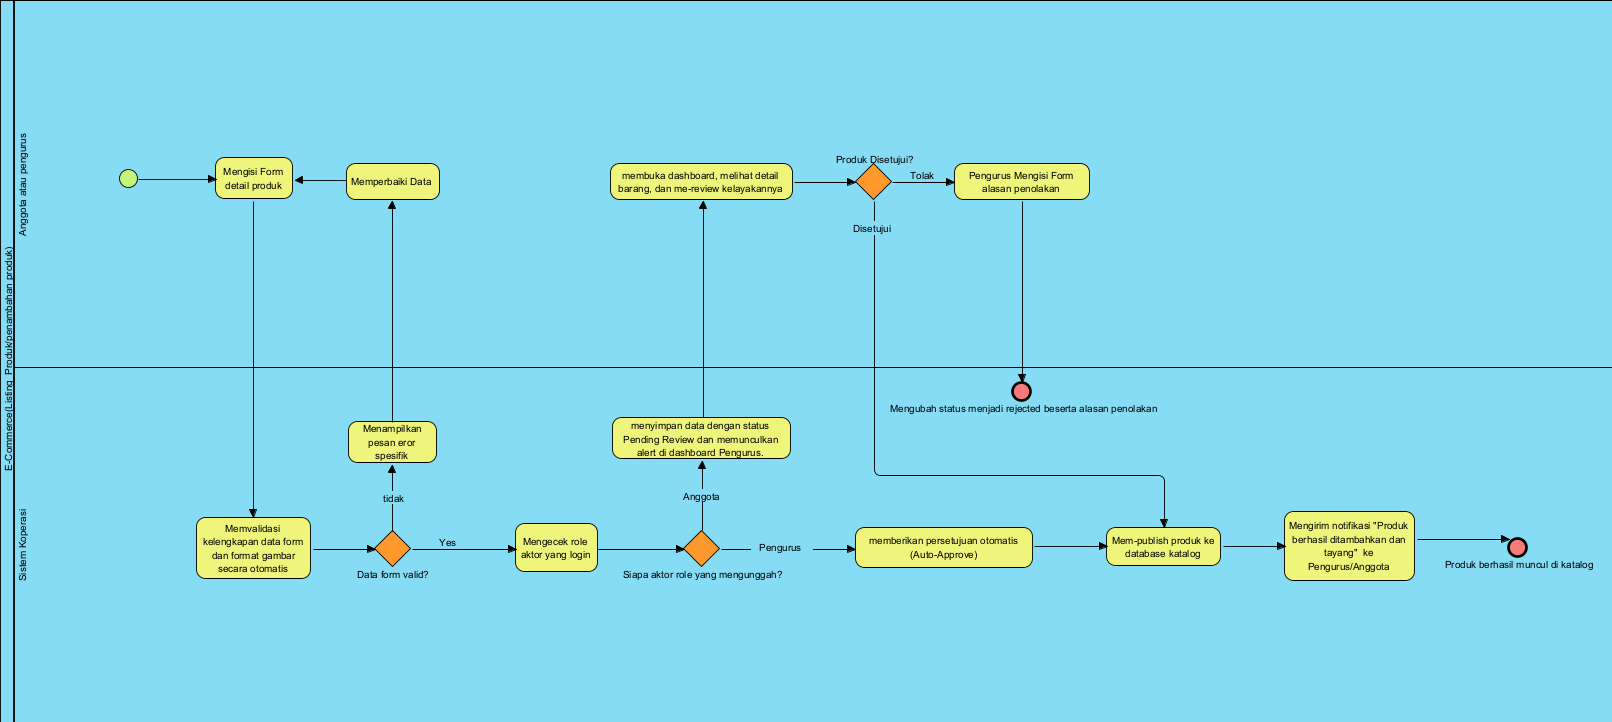 E-Commerce(Listing Produk/penambahan produk)
Anggota atau pengurus
Mengisi Form
detail produk
Memperbaiki Data
membuka dashboard, melihat detail
barang, dan me-review kelayakannya
Produk Disetujui?
Tolak
Pengurus Mengisi Form
alasan penolakan
Disetujui
Sistem Koperasi
Mengubah status menjadi rejected beserta alasan penolakan
Menampilkan
pesan eror
spesifik
menyimpan data dengan status
Pending Review dan memunculkan
alert di dashboard Pengurus.
tidak
Anggota
Memvalidasi
kelengkapan data form
dan format gambar
secara otomatis
Data form valid?
Yes
Mengecek role
aktor yang login
Siapa aktor role yang mengunggah?
Pengurus
memberikan persetujuan otomatis
(Auto-Approve)
Mem-publish produk ke
database katalog
Mengirim notifikasi "Produk
berhasil ditambahkan dan
tayang" ke
Pengurus/Anggota
Produk berhasil muncul di katalog